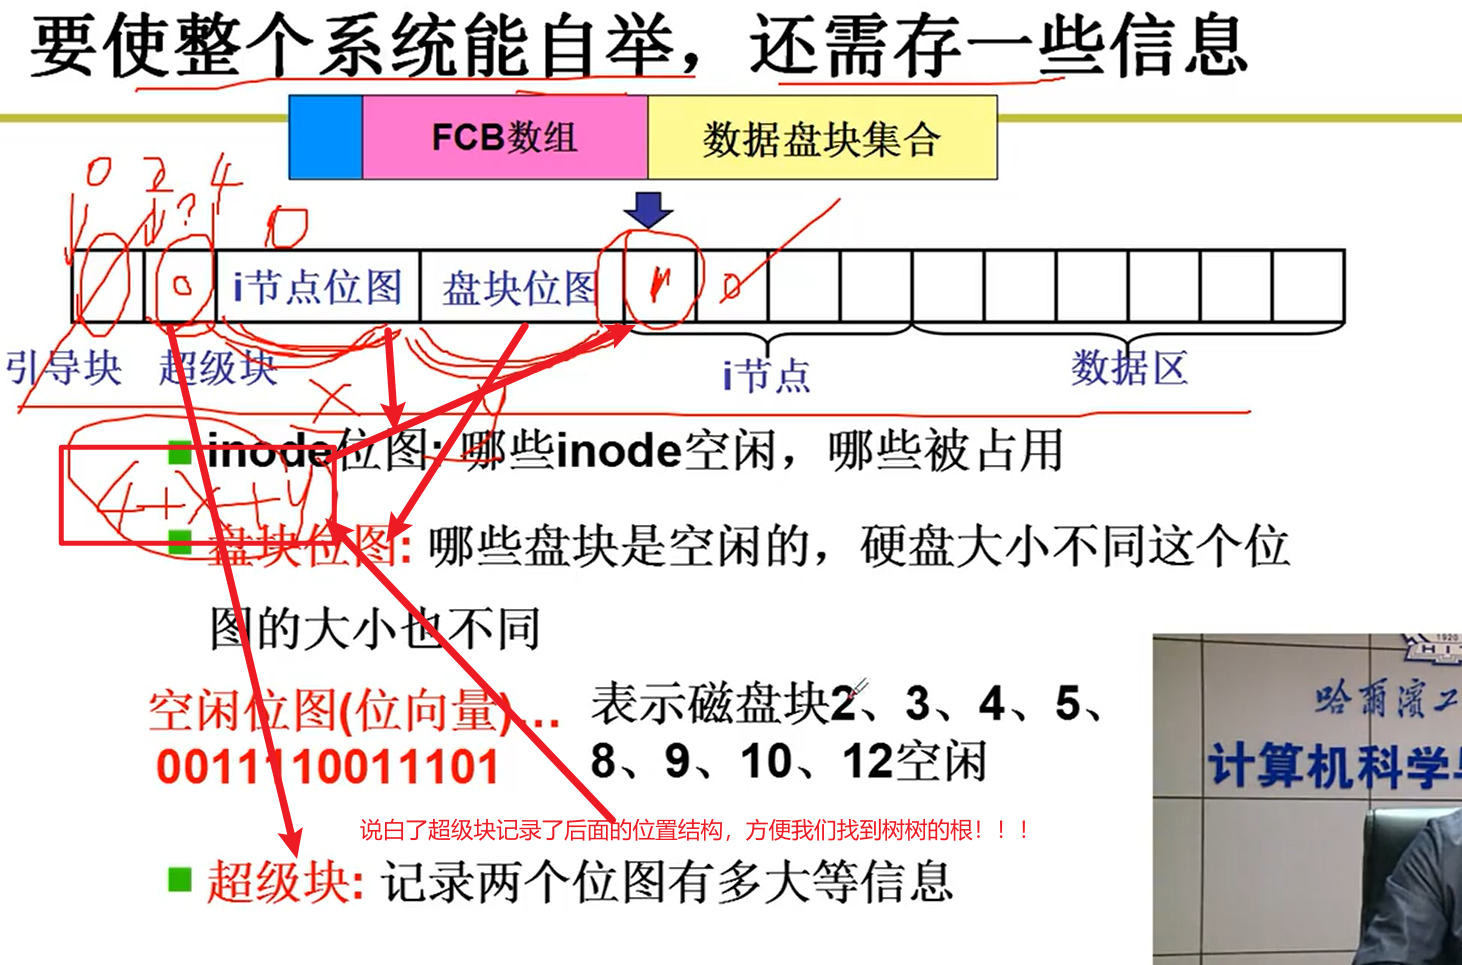 要使整个系统能自举，还需存一些信息
FCB数组
数据盘块集合
0 2 4
?
i节点位图
盘块位图
引导块
超级块
i节点
数据区
x
y
inode位图: 哪些inode空闲，哪些被占用
4+x+y
盘块位图: 哪些盘块是空闲的，硬盘大小不同这个位
图的大小也不同
空闲位图(位向量)…
表示磁盘块2、3、4、5、
0011110011101
8、9、10、12空闲
说白了超级块记录了后面的位置结构，方便我们找到树树的根！！！
超级块: 记录两个位图有多大等信息
1920
HIT
哈爾濱工
计算机科学与